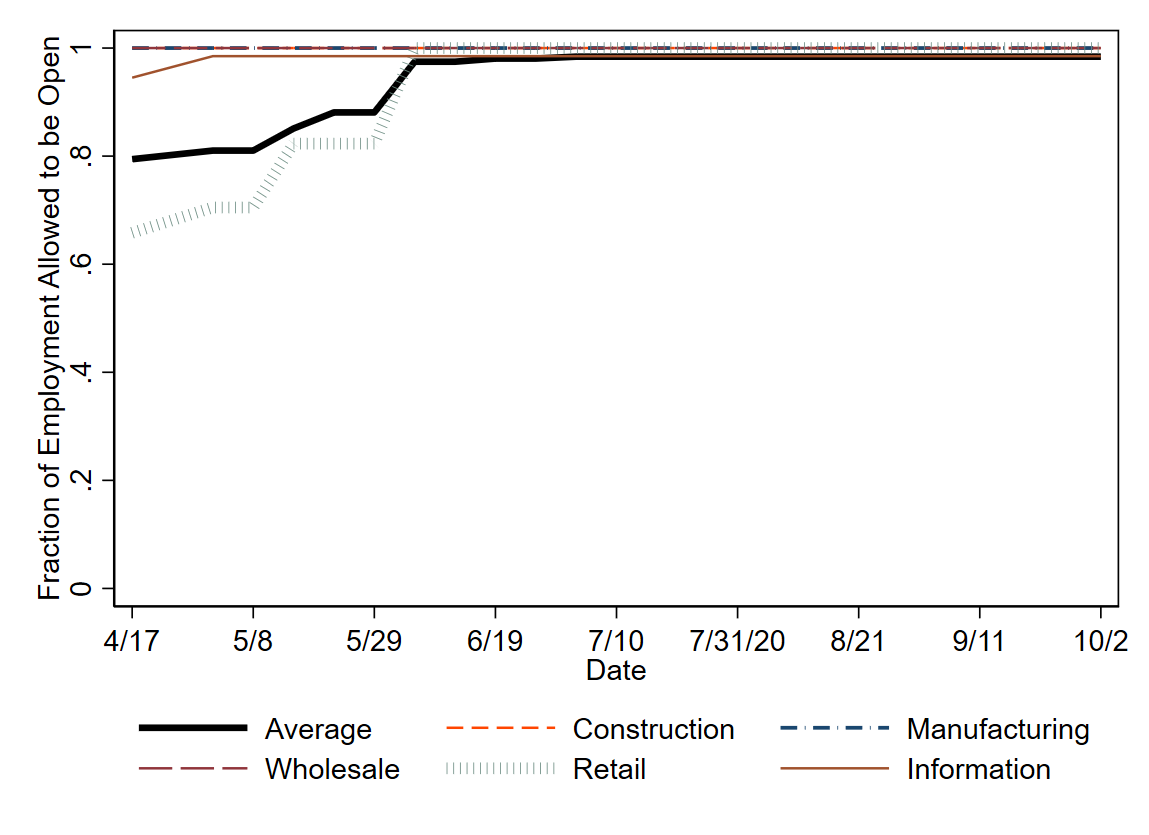 Fraction of Employment Allowed to be Open
1
.8
.6
.4
.2
0
4/17 5/8 5/29 6/19 7/10 7/31/20 8/21 9/11 10/2
Date
Average Construction Manufacturing
Wholesale Retail Information